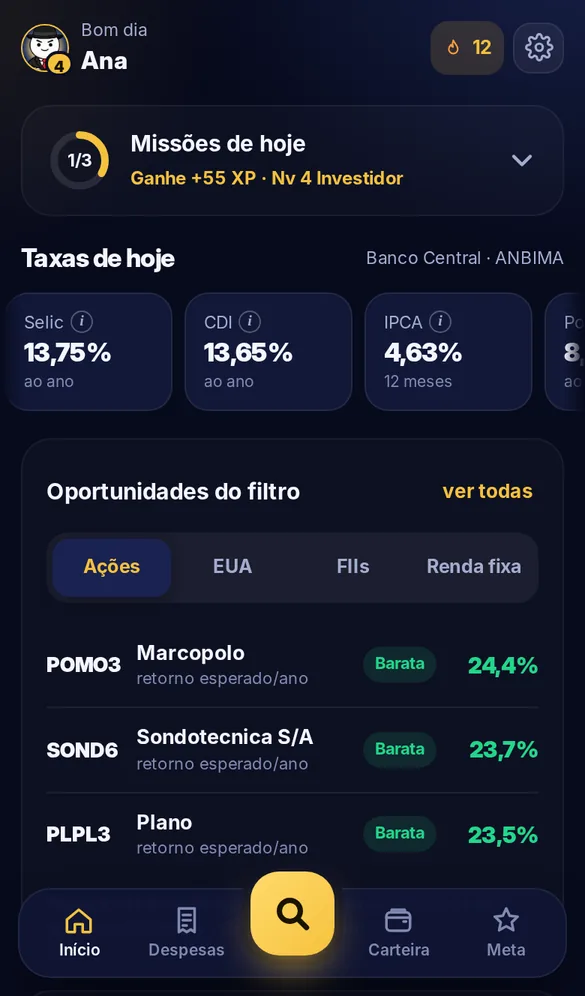 Bom dia
Ana
4
12
1/3
Missões de hoje
Ganhe +55 XP · Nv 4 Investidor
Taxas de hoje
Banco Central · ANBIMA
Selic i
13,75%
ao ano
CDI i
13,65%
ao ano
IPCA i
4,63%
12 meses
Po
8,
ao
Oportunidades do filtro
ver todas
Ações
EUA
FIIs
Renda fixa
POMO3
Marcopolo
retorno esperado/ano
Barata
24,4%
SOND6
Sondotecnica S/A
retorno esperado/ano
Barata
23,7%
PLPL3
Plano
retorno esperado/ano
Barata
23,5%
Início
Despesas
Carteira
Meta